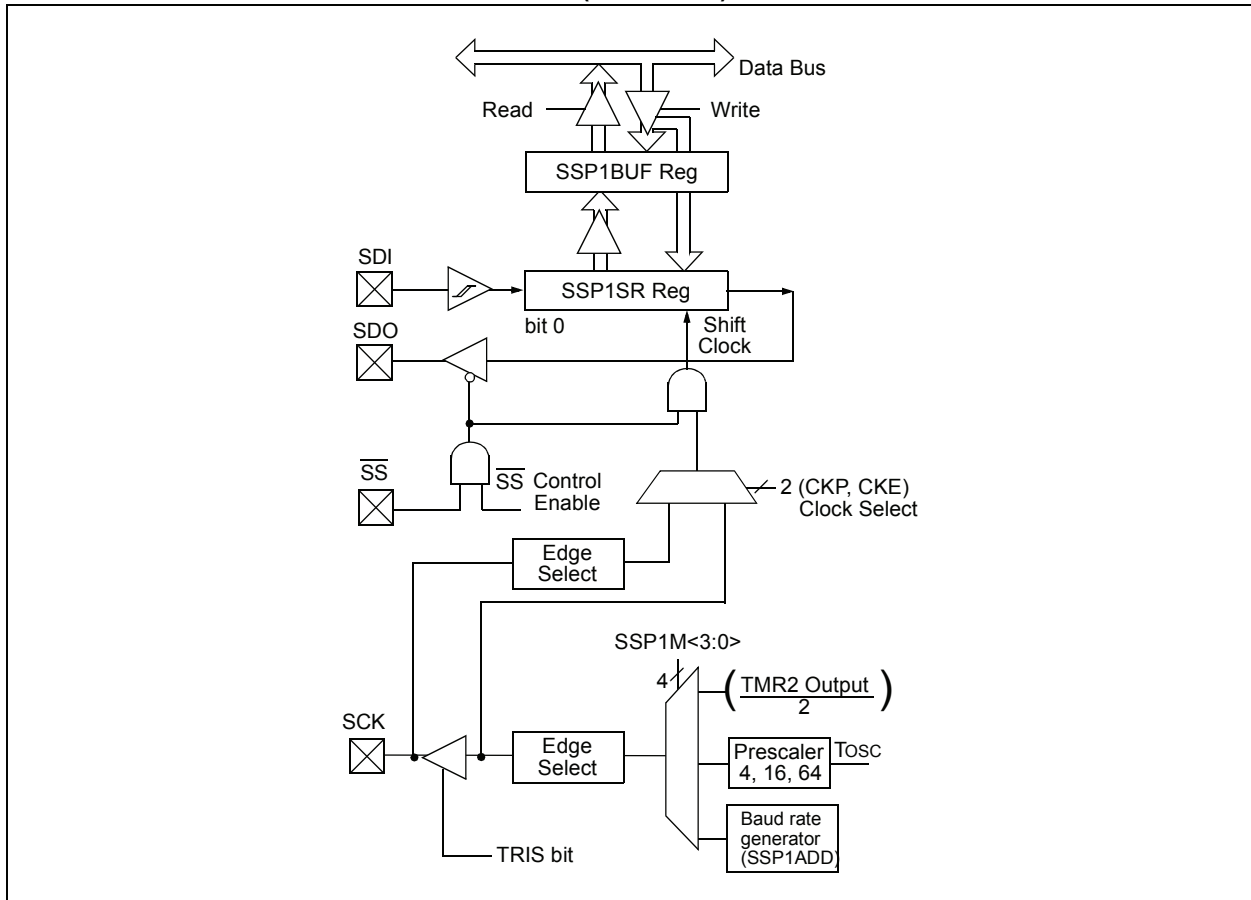 Data Bus
Read
Write
SSP1BUF Reg
SDI
SSP1SR Reg
bit 0
Shift
Clock
SDO
SS
SS Control
Enable
2 (CKP, CKE)
Clock Select
Edge
Select
SSP1M<3:0>
4
(TMR2 Output)
2
SCK
Edge
Select
Prescaler
4, 16, 64
TOSC
Baud rate
generator
(SSP1ADD)
TRIS bit